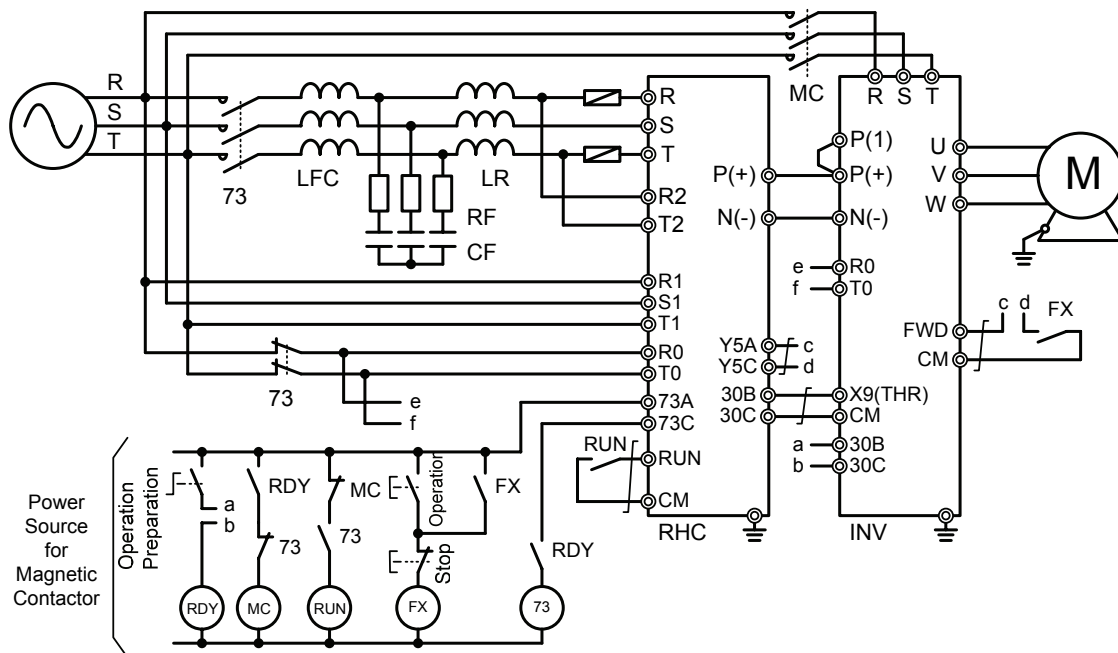 R
S
T
73
LFC
LR
RF
CF
MC
R
S
T
R2
T2
R1
S1
T1
R0
T0
73A
73C
RUN
CM
RHC
P(+)
N(-)
Y5A
Y5C
c
d
30B
30C
R S T
P(1)
P(+)
N(-)
e
R0
f
T0
X9(THR)
CM
a
30B
b
30C
INV
U
V
W
M
c d FX
FWD
CM
73
e
f
RUN
Power
Source
for
Magnetic
Contactor
Operation
Preparation
a
b
RDY
73
MC
73
Operation
Stop
FX
RDY
RDY
MC
RUN
FX
73